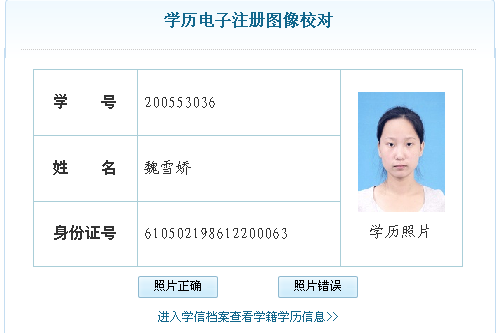 学历电子注册图像校对
学 号 200553036
姓 名 魏雪娇
身份证号 610502198612200063
学历照片
照片正确 照片错误
进入学信档案查看学籍学历信息>>